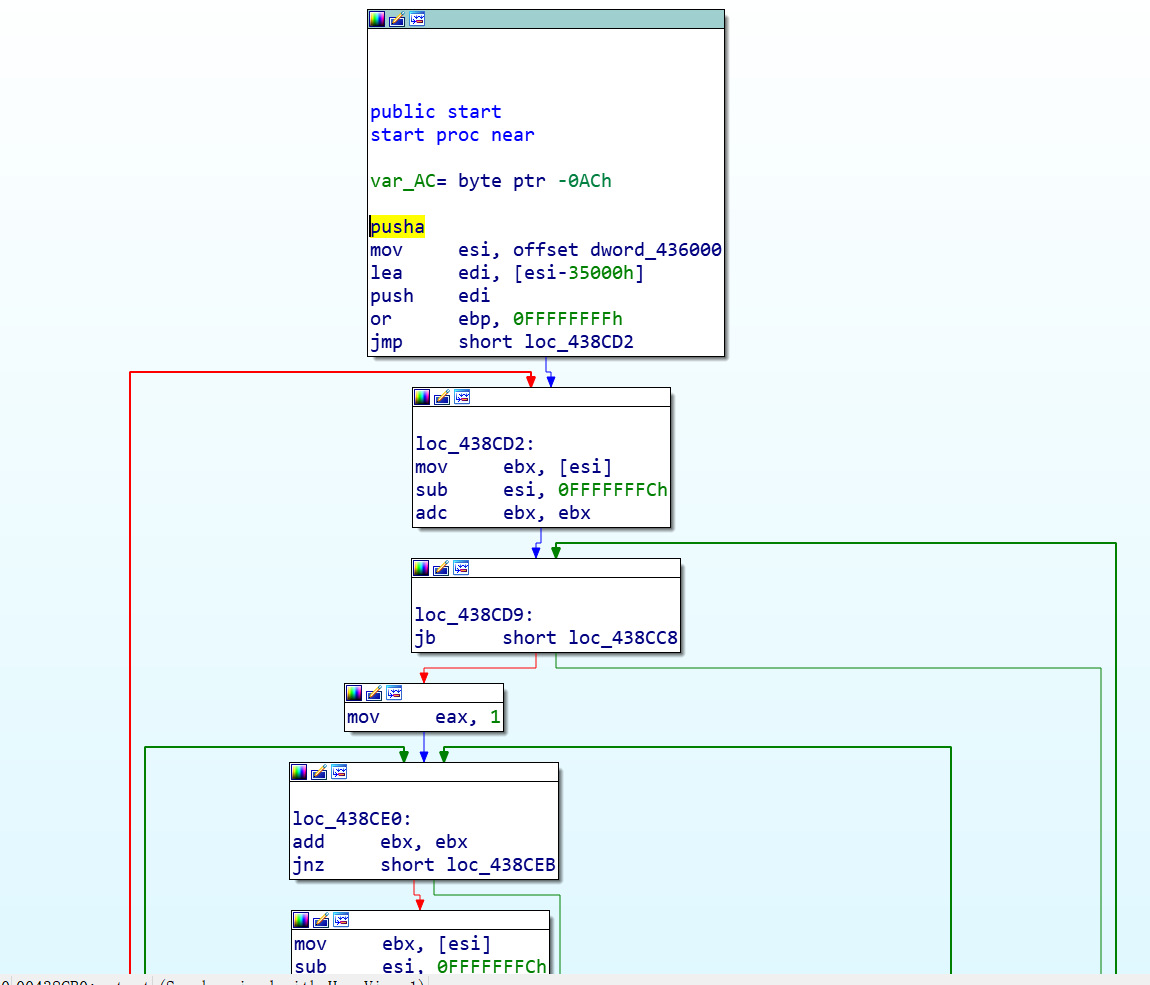 public start
start proc near
var_AC= byte ptr -0ACh
pusha
mov esi, offset dword_436000
lea edi, [esi-35000h]
push edi
or ebp, 0FFFFFFFFh
jmp short loc_438CD2
loc_438CD2:
mov ebx, [esi]
sub esi, 0FFFFFFFCh
adc ebx, ebx
loc_438CD9:
jb short loc_438CC8
mov eax, 1
loc_438CE0:
add ebx, ebx
jnz short loc_438CEB
mov ebx, [esi]
sub esi, 0FFFFFFFCh